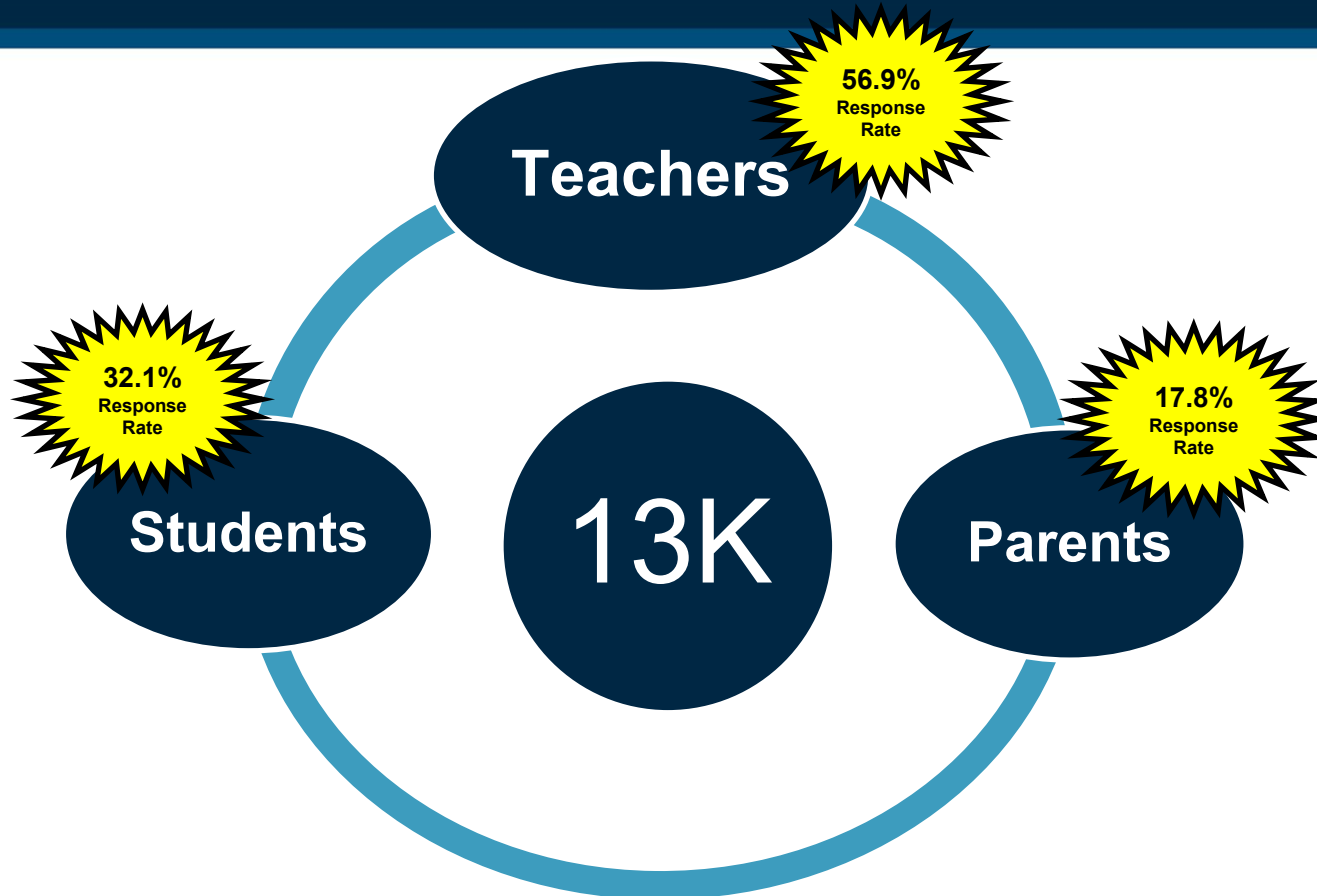 56.9%
Response
Rate
Teachers
32.1%
Response
Rate
Students
13K
17.8%
Response
Rate
Parents